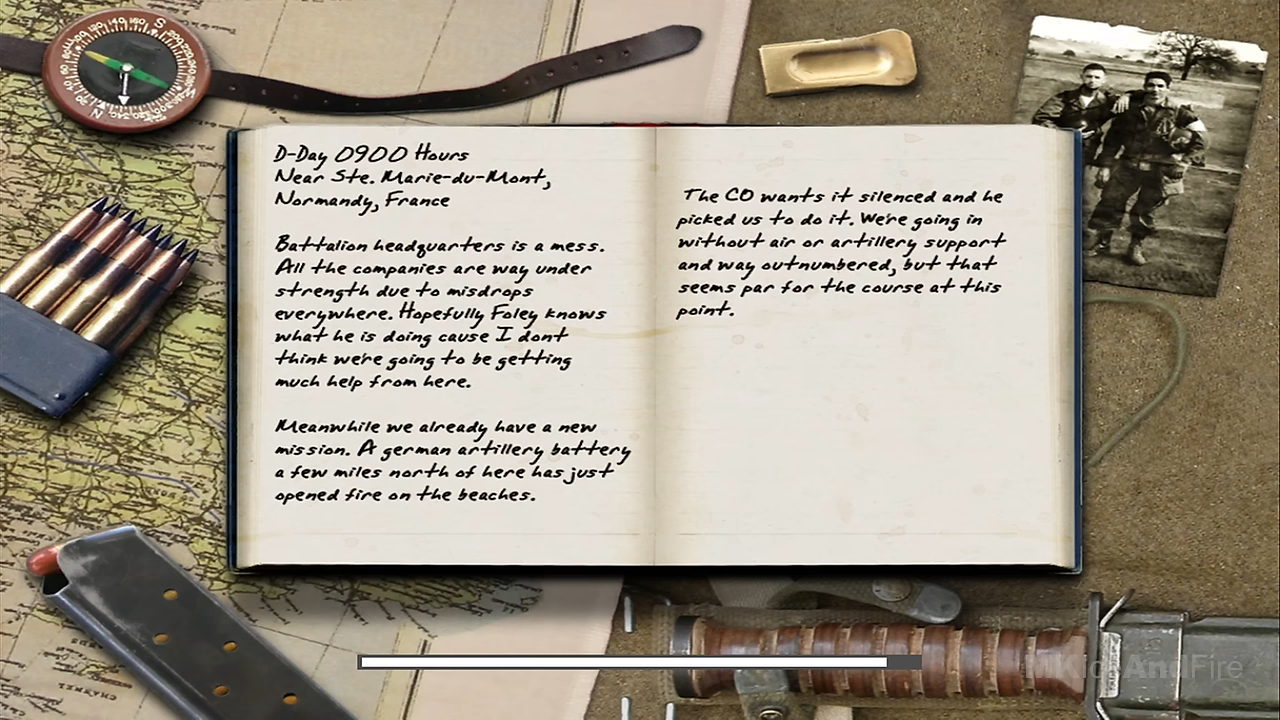 D-Day 0900 Hours
Near Ste. Marie-du-Mont,
Normandy, France
Battalion headquarters is a mess.
All the companies are way under
strength due to misdrops
everywhere. Hopefully Foley knows
what he is doing cause I dont
think we're going to be getting
much help from here.
Meanwhile we already have a new
mission. A german artillery battery
a few miles north of here has just
opened fire on the beaches.
The CO wants it silenced and he
picked us to do it. We're going in
without air or artillery support
and way outnumbered, but that
seems par for the course at this
point.